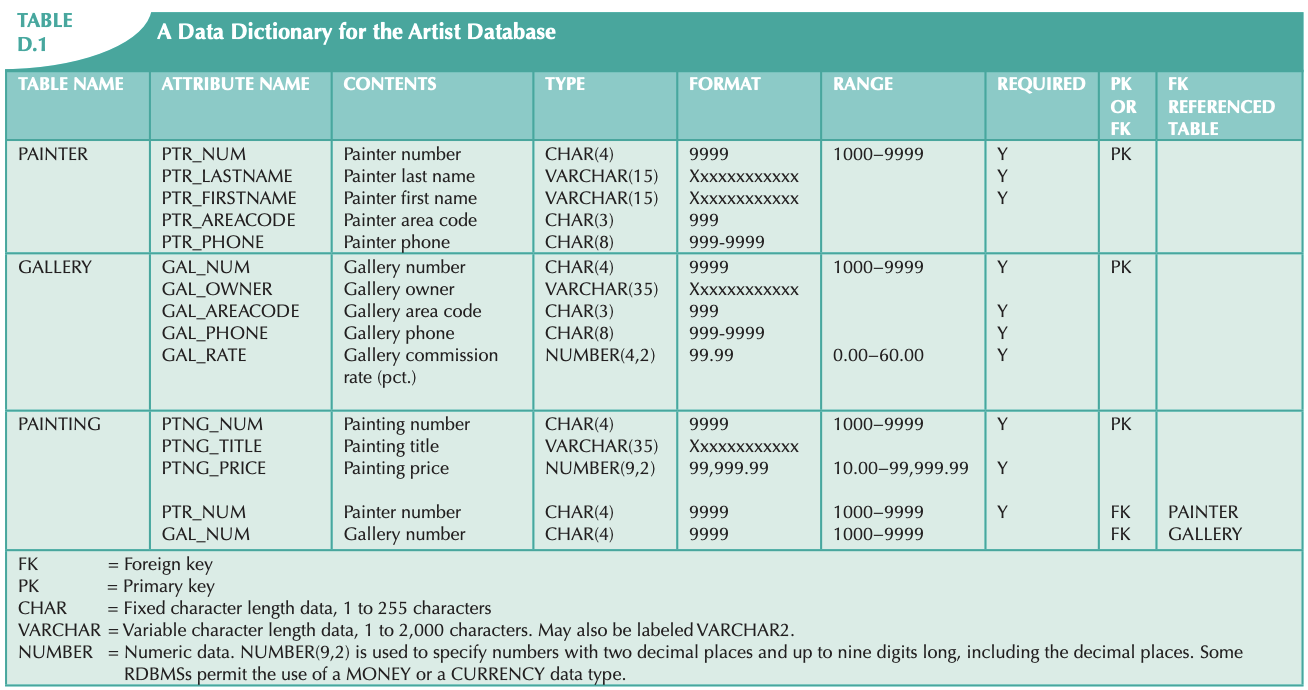 TABLE D.1 A Data Dictionary for the Artist Database
TABLE NAME ATTRIBUTE NAME CONTENTS TYPE FORMAT RANGE REQUIRED PK OR FK FK REFERENCED TABLE
PAINTER PTR_NUM Painter number CHAR(4) 9999 1000–9999 Y PK
PTR_LASTNAME Painter last name VARCHAR(15) Xxxxxxxxxxxx Y
PTR_FIRSTNAME Painter first name VARCHAR(15) Xxxxxxxxxxxx Y
PTR_AREACODE Painter area code CHAR(3) 999
PTR_PHONE Painter phone CHAR(8) 999-9999
GALLERY GAL_NUM Gallery number CHAR(4) 9999 1000–9999 Y PK
GAL_OWNER Gallery owner VARCHAR(35) Xxxxxxxxxxxx
GAL_AREACODE Gallery area code CHAR(3) 999 Y
GAL_PHONE Gallery phone CHAR(8) 999-9999 Y
GAL_RATE Gallery commission NUMBER(4,2) 99.99 0.00–60.00 Y
rate (pct.)
PAINTING PTNG_NUM Painting number CHAR(4) 9999 1000–9999 Y PK
PTNG_TITLE Painting title VARCHAR(35) Xxxxxxxxxxxx
PTNG_PRICE Painting price NUMBER(9,2) 99,999.99 10.00–99,999.99 Y
PTR_NUM Painter number CHAR(4) 9999 1000–9999 Y FK PAINTER
GAL_NUM Gallery number CHAR(4) 9999 1000–9999 FK GALLERY
FK = Foreign key
PK = Primary key
CHAR = Fixed character length data, 1 to 255 characters
VARCHAR = Variable character length data, 1 to 2,000 characters. May also be labeled VARCHAR2.
NUMBER = Numeric data. NUMBER(9,2) is used to specify numbers with two decimal places and up to nine digits long, including the decimal places. Some
RDBMSs permit the use of a MONEY or a CURRENCY data type.